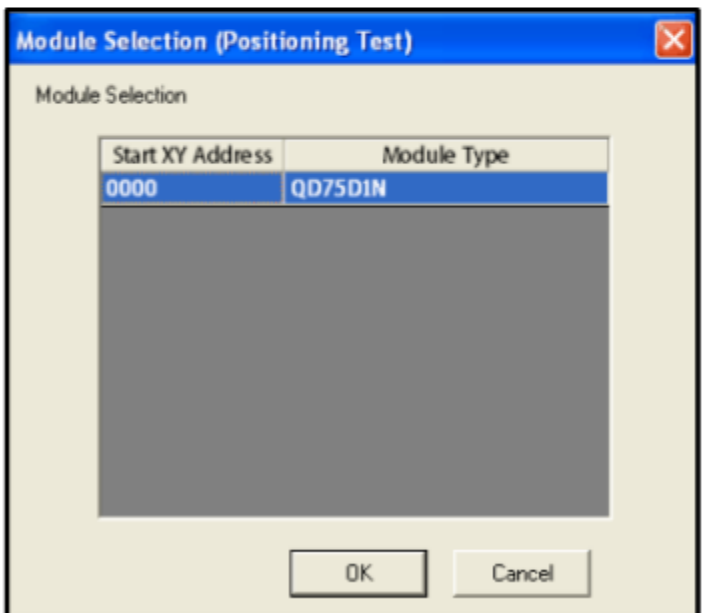 Module Selection (Positioning Test)
Module Selection
Start XY Address Module Type
0000 QD75D1N
OK Cancel